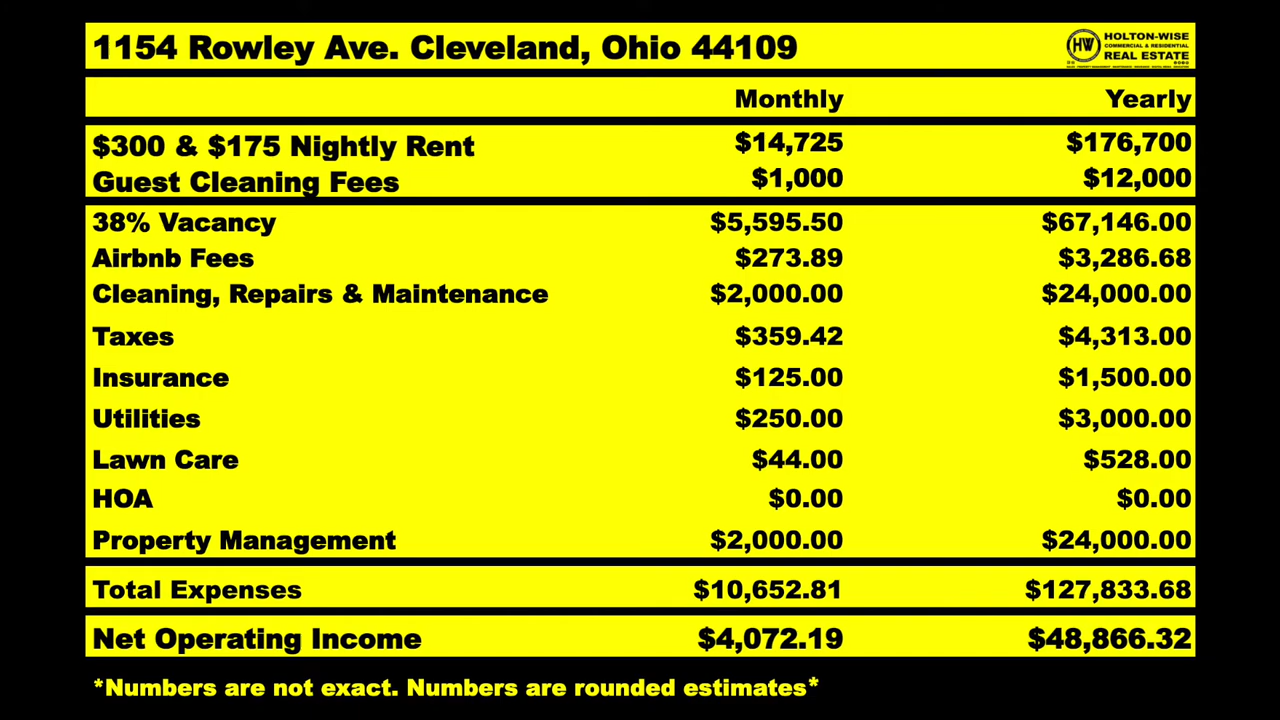 1154 Rowley Ave. Cleveland, Ohio 44109
HW
HOLTON-WISE
COMMERCIAL & RESIDENTIAL
REAL ESTATE
Monthly Yearly
$300 & $175 Nightly Rent $14,725 $176,700
Guest Cleaning Fees $1,000 $12,000
38% Vacancy $5,595.50 $67,146.00
Airbnb Fees $273.89 $3,286.68
Cleaning, Repairs & Maintenance $2,000.00 $24,000.00
Taxes $359.42 $4,313.00
Insurance $125.00 $1,500.00
Utilities $250.00 $3,000.00
Lawn Care $44.00 $528.00
HOA $0.00 $0.00
Property Management $2,000.00 $24,000.00
Total Expenses $10,652.81 $127,833.68
Net Operating Income $4,072.19 $48,866.32
*Numbers are not exact. Numbers are rounded estimates*